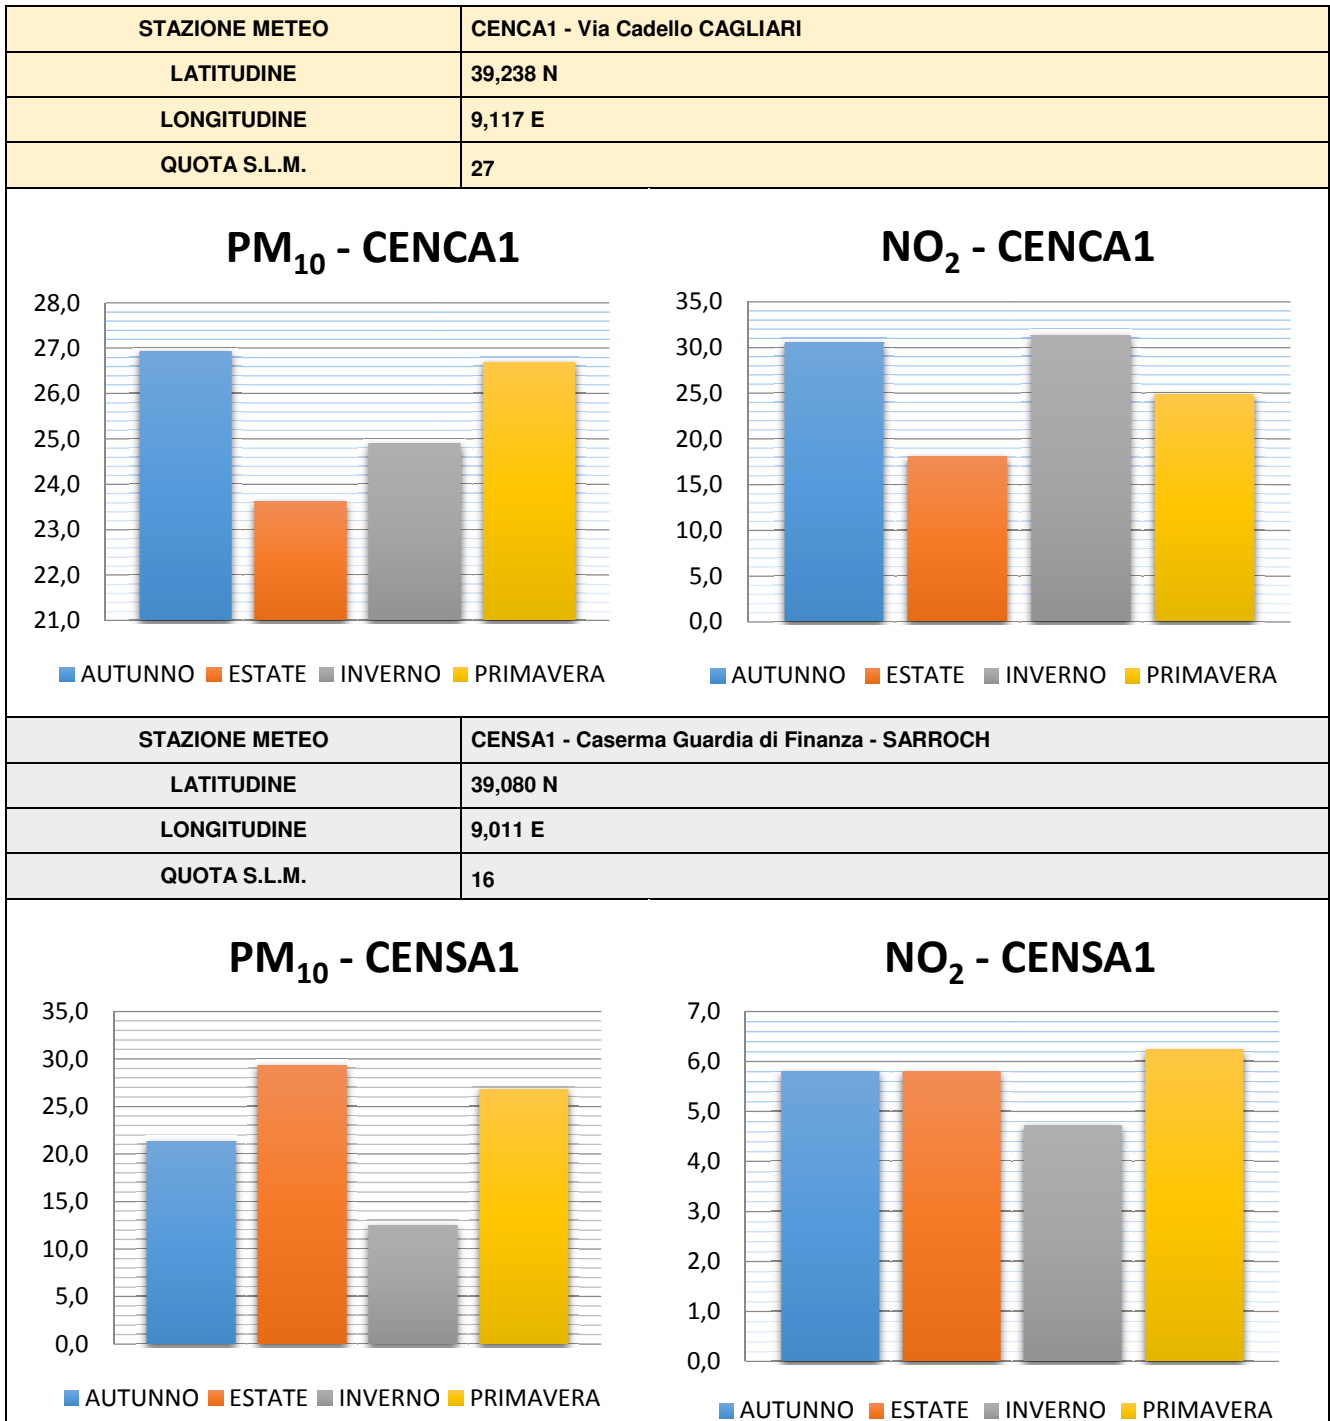 STAZIONE METEO CENCA1 - Via Cadello CAGLIARI
LATITUDINE 39,238 N
LONGITUDINE 9,117 E
QUOTA S.L.M. 27
PM10 - CENCA1
28,0
27,0
26,0
25,0
24,0
23,0
22,0
21,0
AUTUNNO ESTATE INVERNO PRIMAVERA
NO2 - CENCA1
35,0
30,0
25,0
20,0
15,0
10,0
5,0
0,0
AUTUNNO ESTATE INVERNO PRIMAVERA
STAZIONE METEO CENSA1 - Caserma Guardia di Finanza - SARROCH
LATITUDINE 39,080 N
LONGITUDINE 9,011 E
QUOTA S.L.M. 16
PM10 - CENSA1
35,0
30,0
25,0
20,0
15,0
10,0
5,0
0,0
AUTUNNO ESTATE INVERNO PRIMAVERA
NO2 - CENSA1
7,0
6,0
5,0
4,0
3,0
2,0
1,0
0,0
AUTUNNO ESTATE INVERNO PRIMAVERA